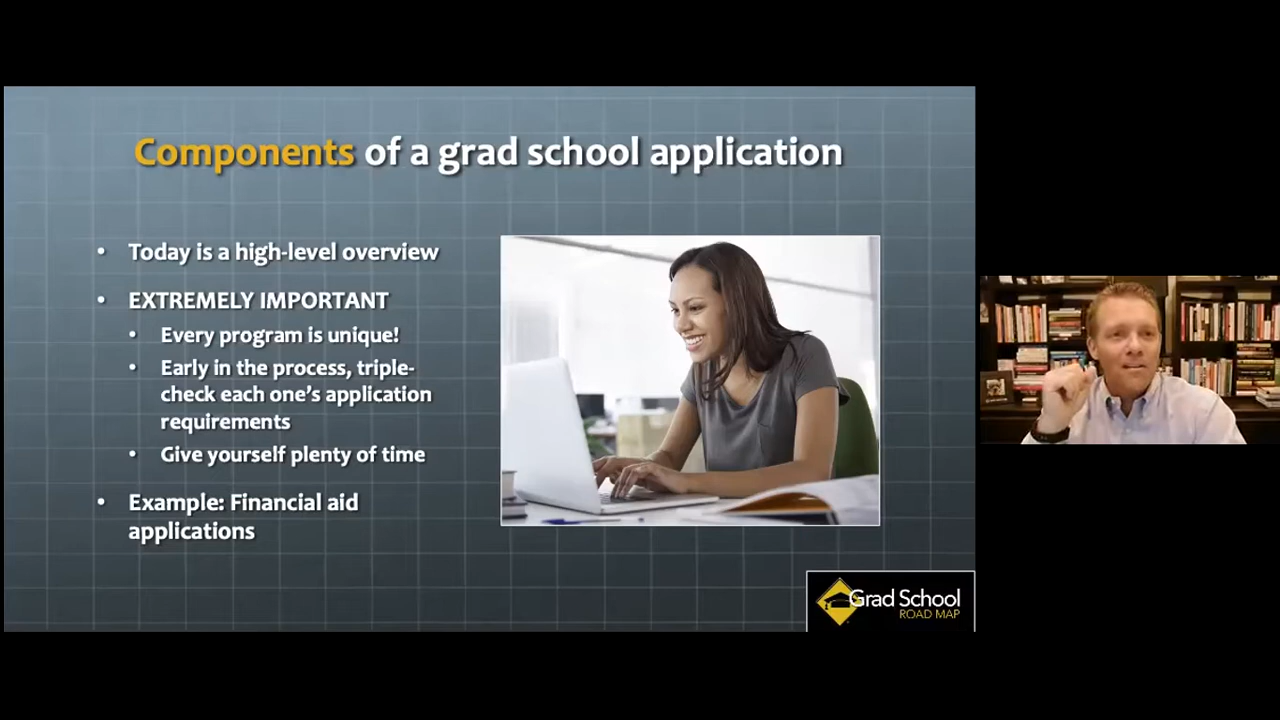 Components of a grad school application
• Today is a high-level overview
• EXTREMELY IMPORTANT
• Every program is unique!
• Early in the process, triple-
check each one’s application
requirements
• Give yourself plenty of time
• Example: Financial aid
applications
Grad School
ROAD MAP